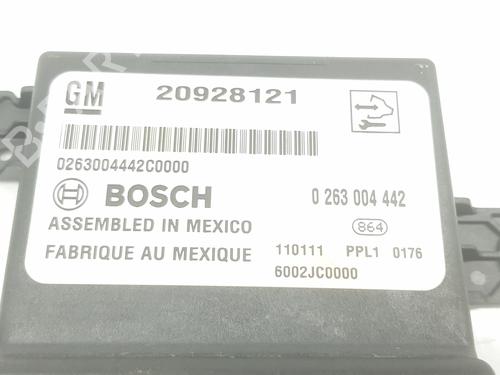 GM 20928121
0263004442C0000
BOSCH 0 263 004 442
ASSEMBLED IN MEXICO 864
FABRIQUE AU MEXIQUE 110111 PPL1 0176
6002JC0000